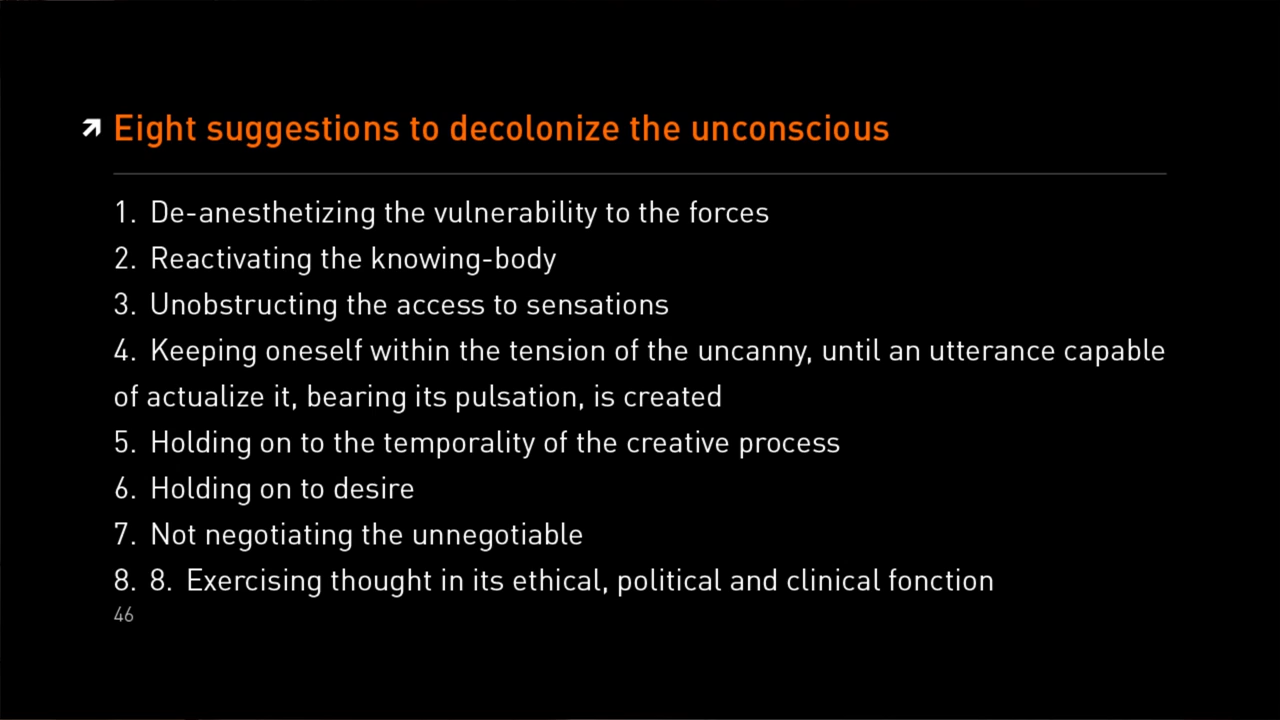 Eight suggestions to decolonize the unconscious
1. De-anesthetizing the vulnerability to the forces
2. Reactivating the knowing-body
3. Unobstructing the access to sensations
4. Keeping oneself within the tension of the uncanny, until an utterance capable
of actualize it, bearing its pulsation, is created
5. Holding on to the temporality of the creative process
6. Holding on to desire
7. Not negotiating the unnegotiable
8. 8. Exercising thought in its ethical, political and clinical fonction
46